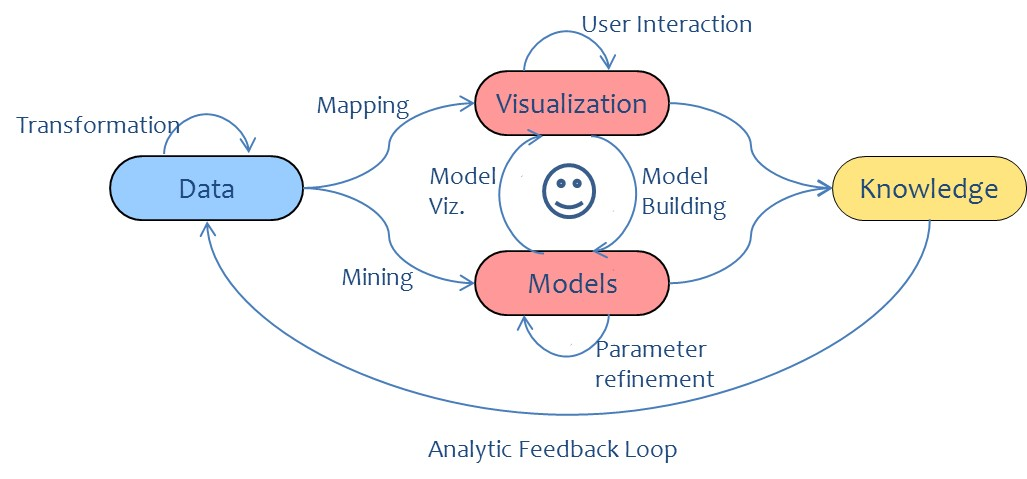 User Interaction
Mapping
Visualization
Transformation
Data
Model
Viz.
Model
Building
Knowledge
Mining
Models
Parameter
refinement
Analytic Feedback Loop